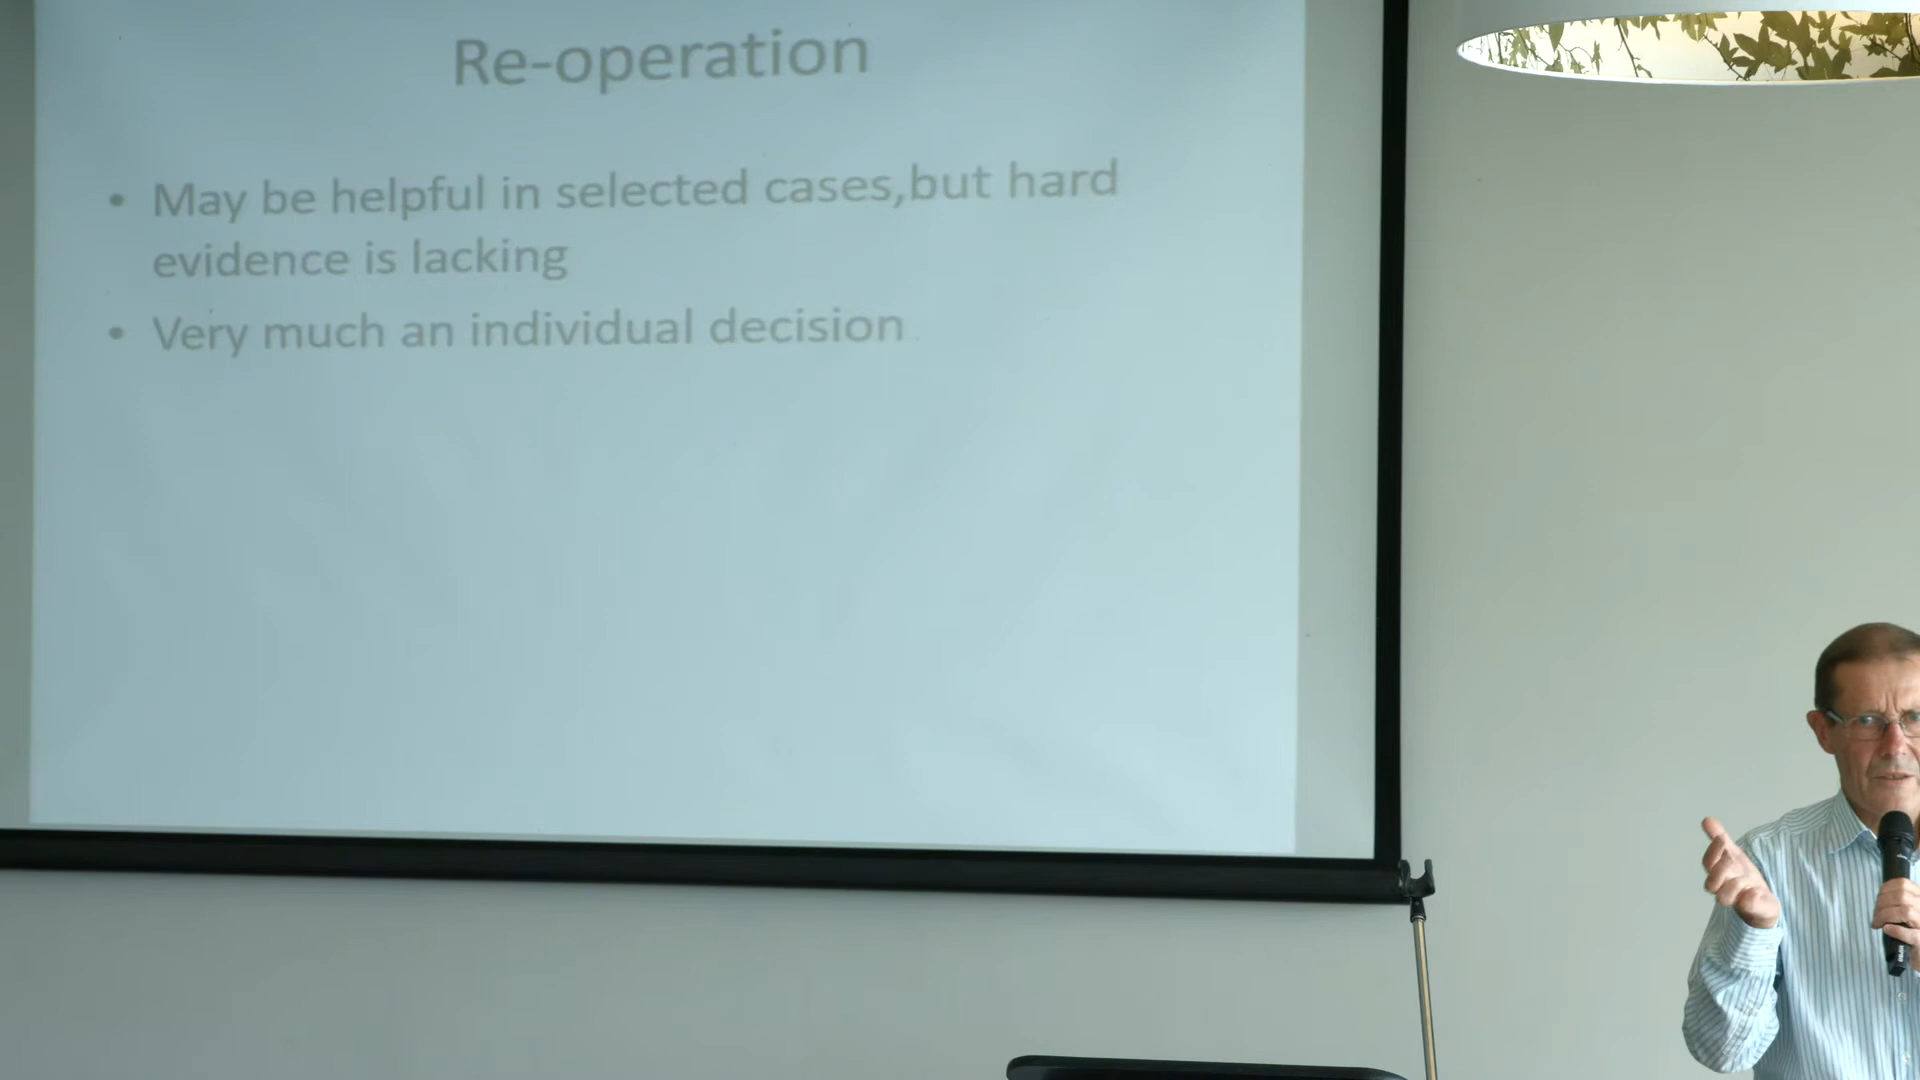 Re-operation
• May be helpful in selected cases,but hard
evidence is lacking
• Very much an individual decision